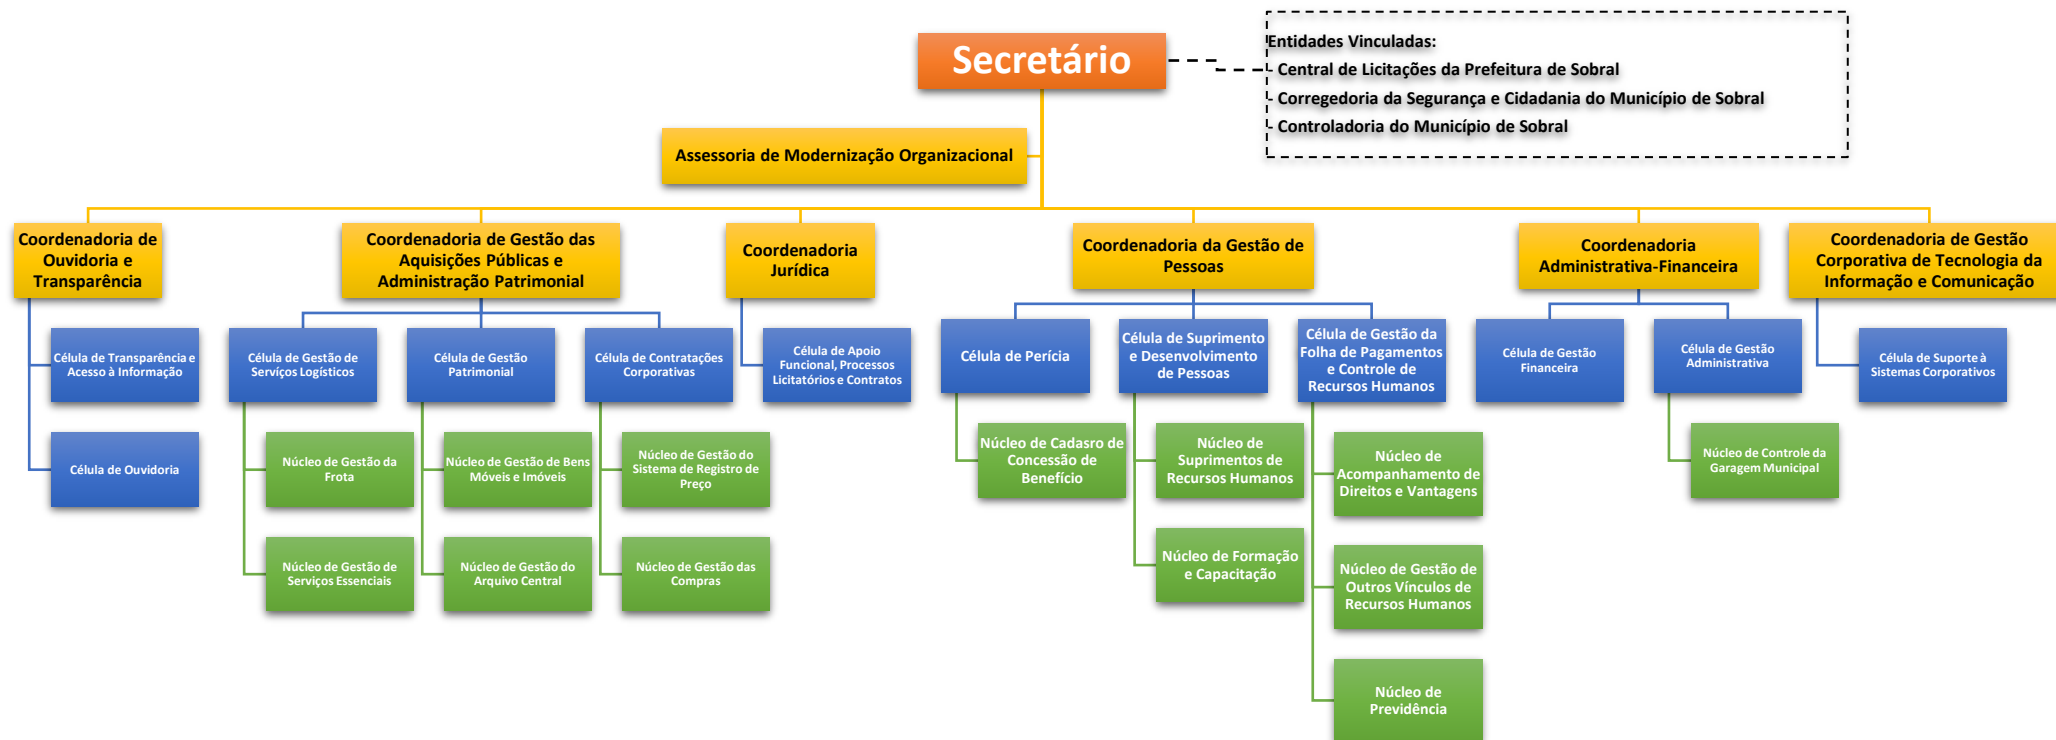 Secretário
Entidades Vinculadas:
- Central de Licitações da Prefeitura de Sobral
- Corregedoria da Segurança e Cidadania do Município de Sobral
- Controladoria do Município de Sobral
Assessoria de Modernização Organizacional
Coordenadoria de
Ouvidoria e
Transparência
Coordenadoria de Gestão das
Aquisições Públicas e
Administração Patrimonial
Coordenadoria
Jurídica
Coordenadoria da Gestão de
Pessoas
Coordenadoria
Administrativa-Financeira
Coordenadoria de Gestão
Corporativa de Tecnologia da
Informação e Comunicação
Célula de Transparência e
Acesso à Informação
Célula de Gestão de
Serviços Logísticos
Célula de Gestão
Patrimonial
Célula de Contratações
Corporativas
Célula de Apoio
Funcional, Processos
Licitatórios e Contratos
Célula de Perícia
Célula de Suprimento
e Desenvolvimento
de Pessoas
Célula de Gestão da
Folha de Pagamentos
e Controle de
Recursos Humanos
Célula de Gestão
Financeira
Célula de Gestão
Administrativa
Célula de Suporte à
Sistemas Corporativos
Célula de Ouvidoria
Núcleo de Gestão da
Frota
Núcleo de Gestão de Bens
Móveis e Imóveis
Núcleo de Gestão do
Sistema de Registro de
Preço
Núcleo de Cadasro de
Concessão de
Benefício
Núcleo de
Suprimentos de
Recursos Humanos
Núcleo de
Acompanhamento de
Direitos e Vantagens
Núcleo de Controle da
Garagem Municipal
Núcleo de Gestão de
Serviços Essenciais
Núcleo de Gestão do
Arquivo Central
Núcleo de Gestão das
Compras
Núcleo de Formação
e Capacitação
Núcleo de Gestão de
Outros Vínculos de
Recursos Humanos
Núcleo de
Previdência